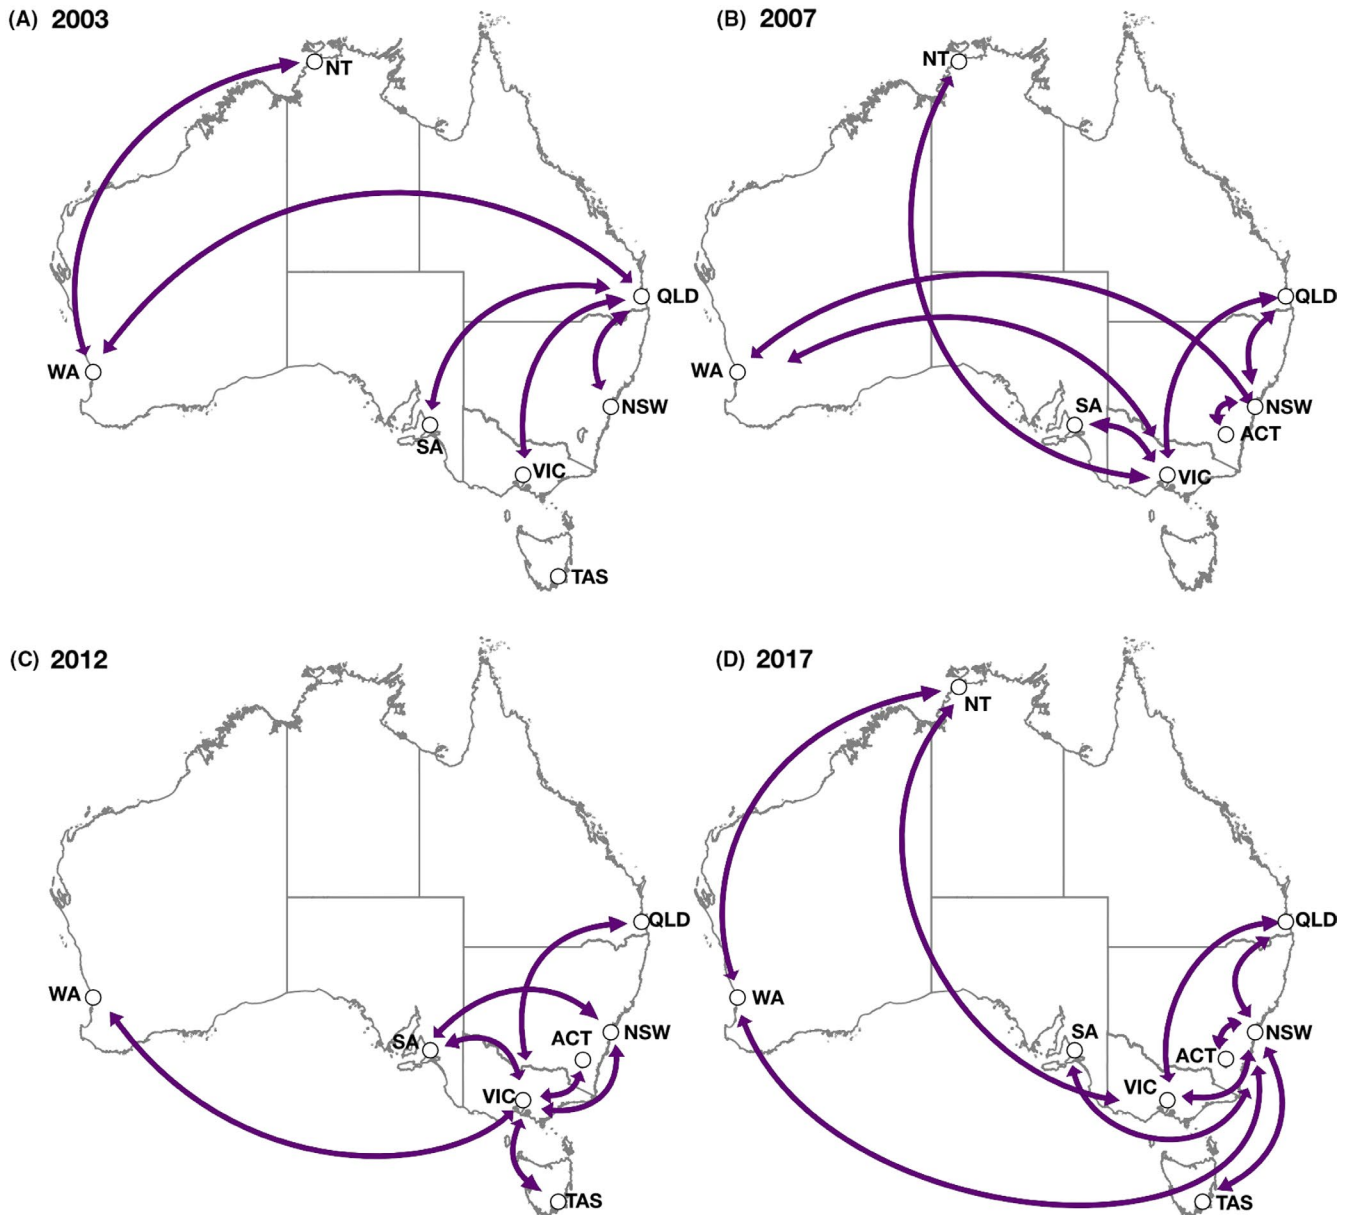 (A) 2003
NT
WA
QLD
NSW
SA
VIC
TAS
(B) 2007
NT
WA
QLD
SA
NSW
ACT
VIC
(C) 2012
WA
QLD
SA
ACT
NSW
VIC
TAS
(D) 2017
NT
WA
QLD
SA
NSW
ACT
VIC
TAS